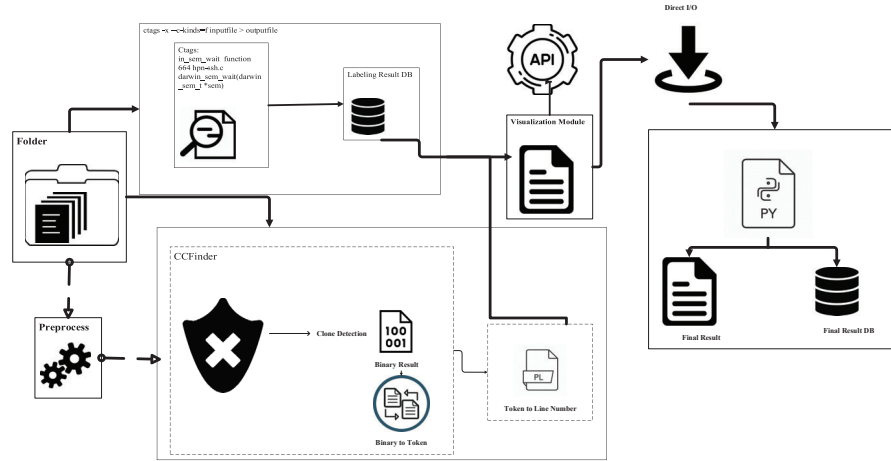 Direct I/O
ctags -x --c-kinds=f inputfile > outputfile
Ctags:
in_sem_wait function
664 hpn-ssh.c
darwin_sem_wait(darwin
_sem_t *sem)
Labeling Result DB
API
Visualization Module
Folder
PY
CCFinder
Preprocess
Clone Detection
100
001
Binary Result
PL
Token to Line Number
Binary to Token
Final Result
Final Result DB